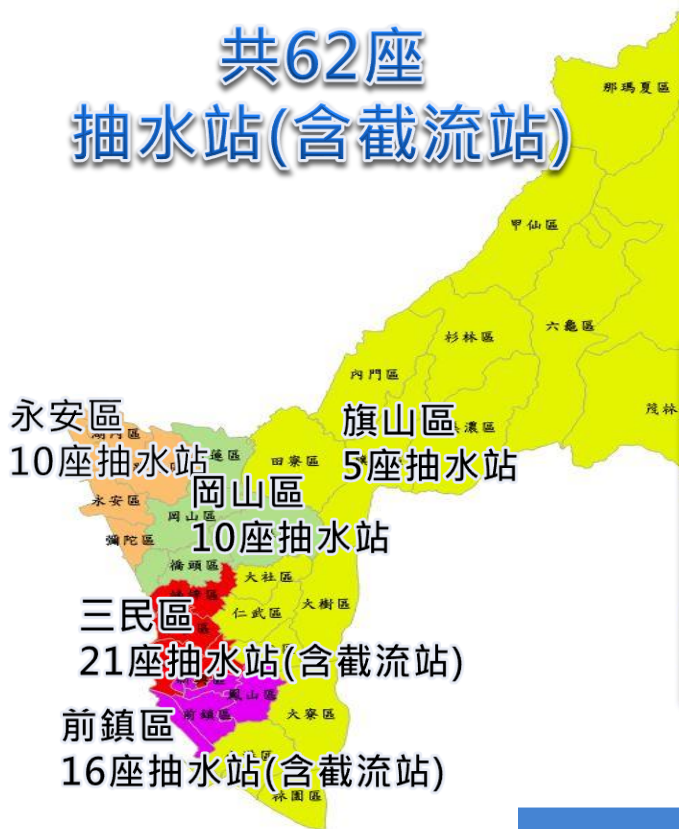 共62座
抽水站(含截流站)
那瑪夏區
甲仙區
六龜區
杉林區
內門區
茂林
永安區
10座抽水站
旗山區
5座抽水站
田寮區
岡山區
10座抽水站
永安區
岡山區
彌陀區
橋頭區
大社區
仁武區
大樹區
三民區
21座抽水站(含截流站)
鳳山區
前鎮區
大寮區
前鎮區
16座抽水站(含截流站)
林園區